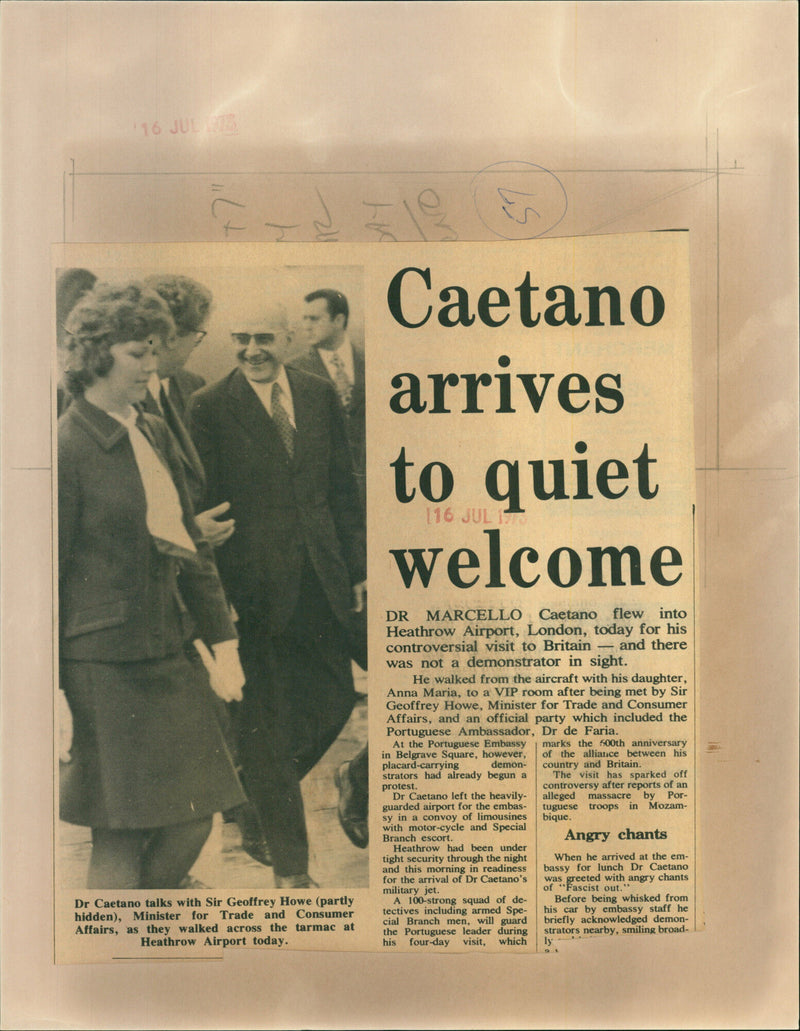 16 JUL 1973
Caetano
arrives
to quiet
16 JUL 1973
welcome
DR MARCELLO Caetano flew into
Heathrow Airport, London, today for his
controversial visit to Britain — and there
was not a demonstrator in sight.
He walked from the aircraft with his daughter,
Anna Maria, to a VIP room after being met by Sir
Geoffrey Howe, Minister for Trade and Consumer
Affairs, and an official party which included the
Portuguese Ambassador, Dr de Faria.
At the Portuguese Embassy
in Belgrave Square, however,
placard-carrying demon-
strators had already begun a
protest.
Dr Caetano left the heavily-
guarded airport for the embas-
sy in a convoy of limousines
with motor-cycle and Special
Branch escort.
Heathrow had been under
tight security through the night
and this morning in readiness
for the arrival of Dr Caetano's
military jet.
A 100-strong squad of de-
tectives including armed Spe-
cial Branch men, will guard
the Portuguese leader during
his four-day visit, which
marks the 600th anniversary
of the alliance between his
country and Britain.
The visit has sparked off
controversy after reports of an
alleged massacre by Por-
tuguese troops in Mozam-
bique.
Angry chants
When he arrived at the em-
bassy for lunch Dr Caetano
was greeted with angry chants
of "Fascist out."
Before being whisked from
his car by embassy staff he
briefly acknowledged demon-
strators nearby, smiling broad-
ly
Dr Caetano talks with Sir Geoffrey Howe (partly
hidden), Minister for Trade and Consumer
Affairs, as they walked across the tarmac at
Heathrow Airport today.